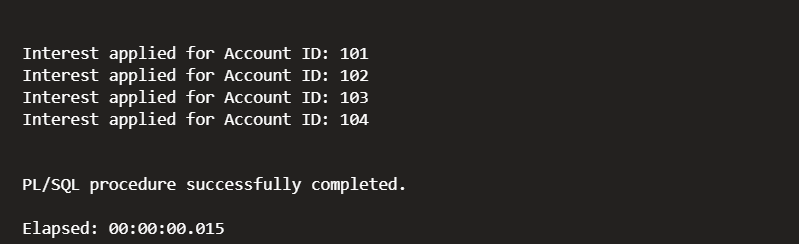 Interest applied for Account ID: 101
Interest applied for Account ID: 102
Interest applied for Account ID: 103
Interest applied for Account ID: 104
PL/SQL procedure successfully completed.
Elapsed: 00:00:00.015